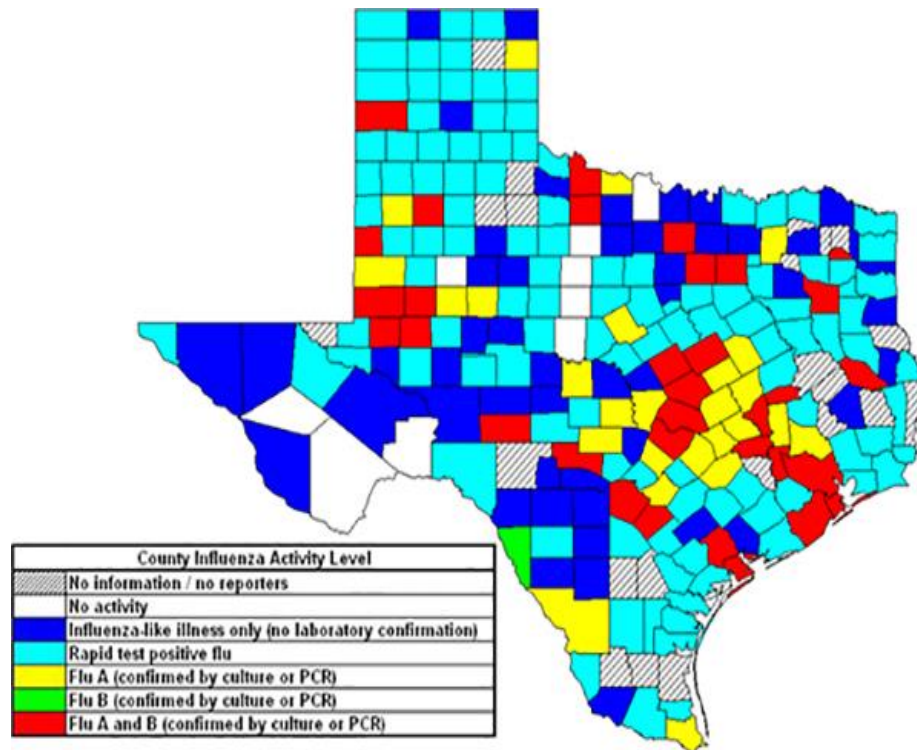 County Influenza Activity Level
No information / no reporters
No activity
Influenza-like illness only (no laboratory confirmation)
Rapid test positive flu
Flu A (confirmed by culture or PCR)
Flu B (confirmed by culture or PCR)
Flu A and B (confirmed by culture or PCR)